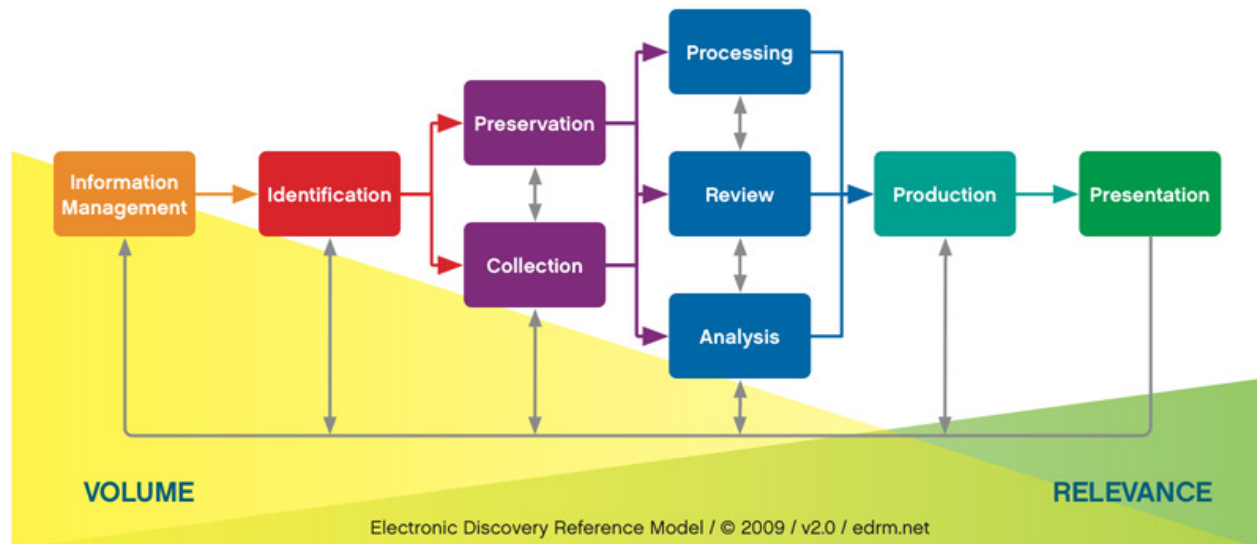 Processing
Preservation
Information
Management
Identification
Review
Production
Presentation
Collection
Analysis
VOLUME
RELEVANCE
Electronic Discovery Reference Model / © 2009 / v2.0 / edrm.net